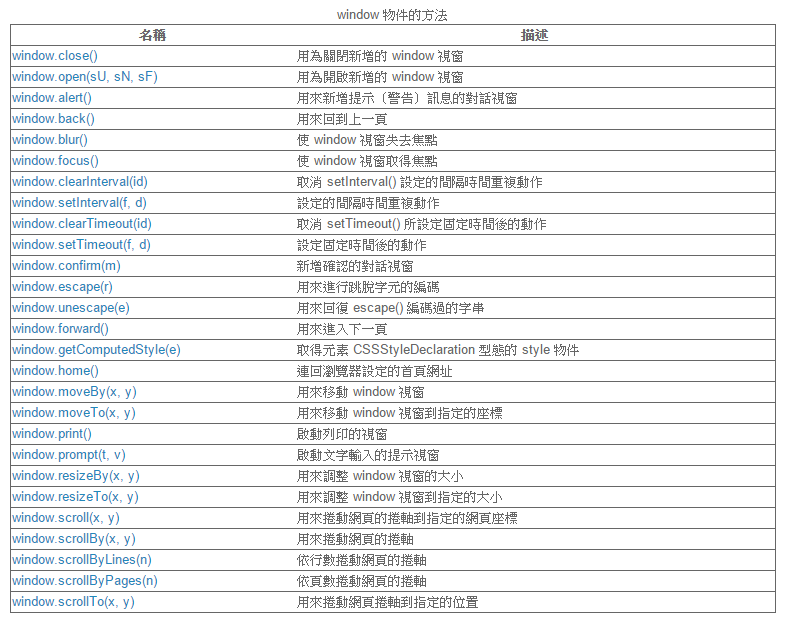 window 物件的方法
名稱 描述
window.close() 用為關閉新增的 window 視窗
window.open(sU, sN, sF) 用為開啟新增的 window 視窗
window.alert() 用來新增提示〔警告〕訊息的對話視窗
window.back() 用來回到上一頁
window.blur() 使 window 視窗失去焦點
window.focus() 使 window 視窗取得焦點
window.clearInterval(id) 取消 setInterval() 設定的間隔時間重複動作
window.setInterval(f, d) 設定的間隔時間重複動作
window.clearTimeout(id) 取消 setTimeout() 所設定固定時間後的動作
window.setTimeout(f, d) 設定固定時間後的動作
window.confirm(m) 新增確認的對話視窗
window.escape(r) 用來進行跳脫字元的編碼
window.unescape(e) 用來回復 escape() 編碼過的字串
window.forward() 用來進入下一頁
window.getComputedStyle(e) 取得元素 CSSStyleDeclaration 型態的 style 物件
window.home() 連回瀏覽器設定的首頁網址
window.moveBy(x, y) 用來移動 window 視窗
window.moveTo(x, y) 用來移動 window 視窗到指定的座標
window.print() 啟動列印的視窗
window.prompt(t, v) 啟動文字輸入的提示視窗
window.resizeBy(x, y) 用來調整 window 視窗的大小
window.resizeTo(x, y) 用來調整 window 視窗到指定的大小
window.scroll(x, y) 用來捲動網頁的捲軸到指定的網頁座標
window.scrollBy(x, y) 用來捲動網頁的捲軸
window.scrollByLines(n) 依行數捲動網頁的捲軸
window.scrollByPages(n) 依頁數捲動網頁的捲軸
window.scrollTo(x, y) 用來捲動網頁捲軸到指定的位置